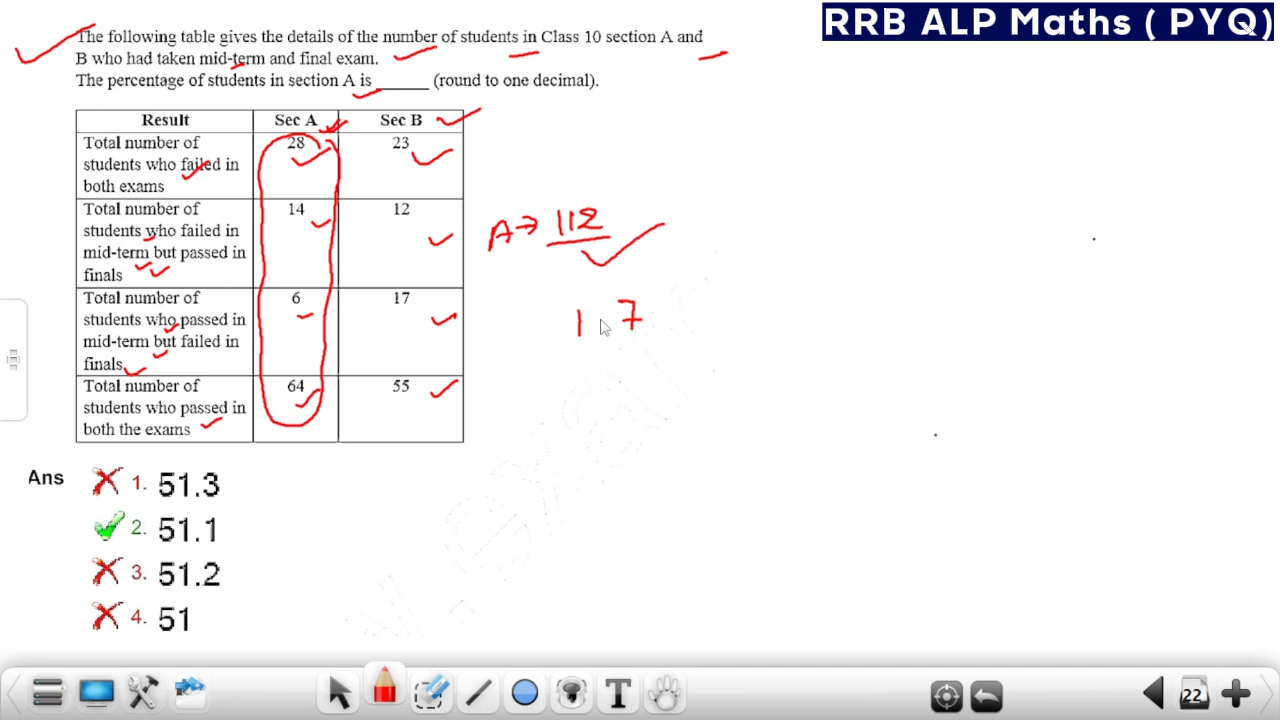 RRB ALP Maths ( PYQ)
The following table gives the details of the number of students in Class 10 section A and
B who had taken mid-term and final exam.
The percentage of students in section A is ______ (round to one decimal).
Result Sec A Sec B
Total number of students who failed in both exams 28 23
Total number of students who failed in mid-term but passed in finals 14 12
Total number of students who passed in mid-term but failed in finals. 6 17
Total number of students who passed in both the exams 64 55
A→ 112
1 7
Ans
1. 51.3
2. 51.1
3. 51.2
4. 51
T
22